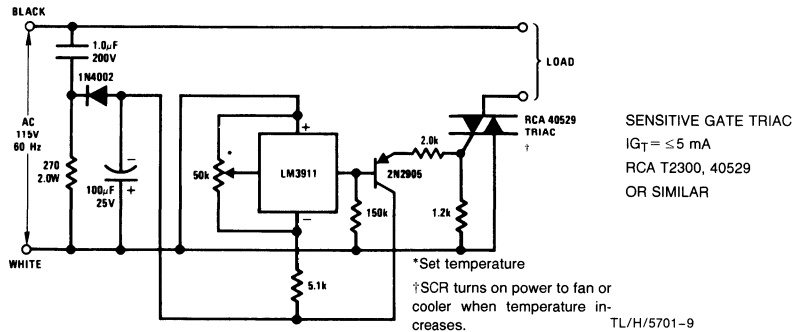 BLACK
1.0µF
200V
1N4002
AC
115V
60 Hz
270
2.0W
−
100µF
+
25V
WHITE
50k
*
+
LM3911
−
5.1k
150k
2N2905
2.0k
1.2k
LOAD
RCA 40529
TRIAC
†
SENSITIVE GATE TRIAC
IGT = ≤5 mA
RCA T2300, 40529
OR SIMILAR
*Set temperature
†SCR turns on power to fan or
cooler when temperature in-
creases.
TL/H/5701–9